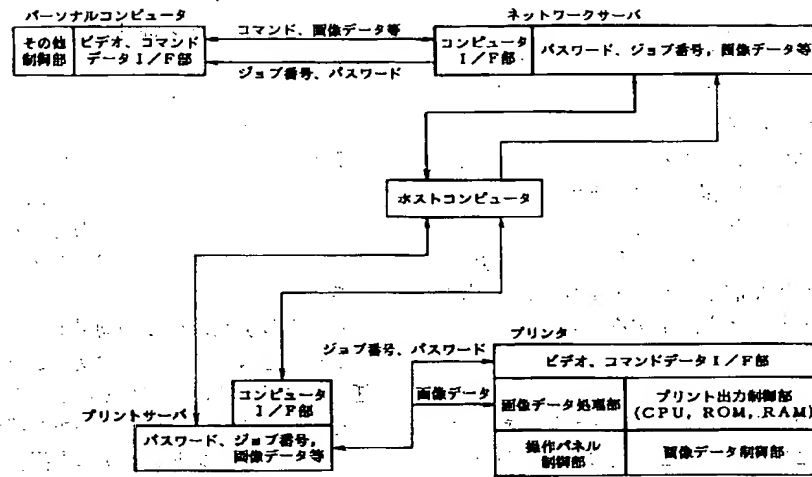 パーソナルコンピュータ
その他
制御部
ビデオ、コマンド
データI/F部
コマンド、画像データ等
ジョブ番号、パスワード
ネットワークサーバ
コンピュータ
I/F部
パスワード、ジョブ番号,画像データ等
ホストコンピュータ
ジョブ番号、パスワード
画像データ
プリンタ
ビデオ、コマンドデータI/F部
画像データ処理部
プリント出力制御部
(CPU, ROM, RAM)
操作パネル
制御部
画像データ制御部
プリントサーバ
コンピュータ
I/F部
パスワード、ジョブ番号,
画像データ等